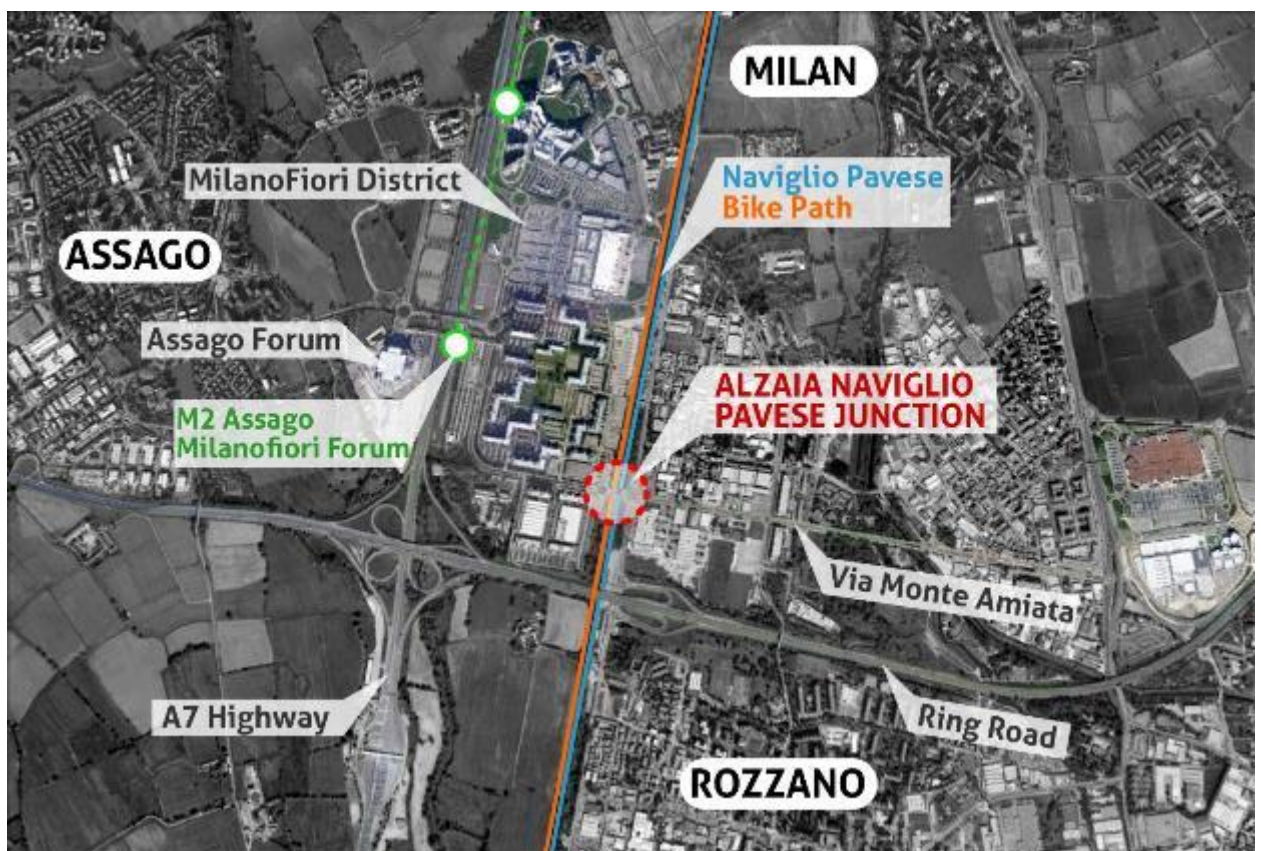 MILAN
MilanoFiori District
Naviglio Pavese
Bike Path
ASSAGO
Assago Forum
ALZAIA NAVIGLIO
PAVESE JUNCTION
M2 Assago
Milanofiori Forum
Via Monte Amiata
A7 Highway
Ring Road
ROZZANO